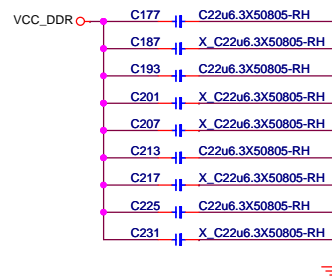 VCC_DDR C177 C22u6.3X50805-RH
C187 X_C22u6.3X50805-RH
C193 C22u6.3X50805-RH
C201 X_C22u6.3X50805-RH
C207 X_C22u6.3X50805-RH
C213 C22u6.3X50805-RH
C217 X_C22u6.3X50805-RH
C225 C22u6.3X50805-RH
C231 X_C22u6.3X50805-RH